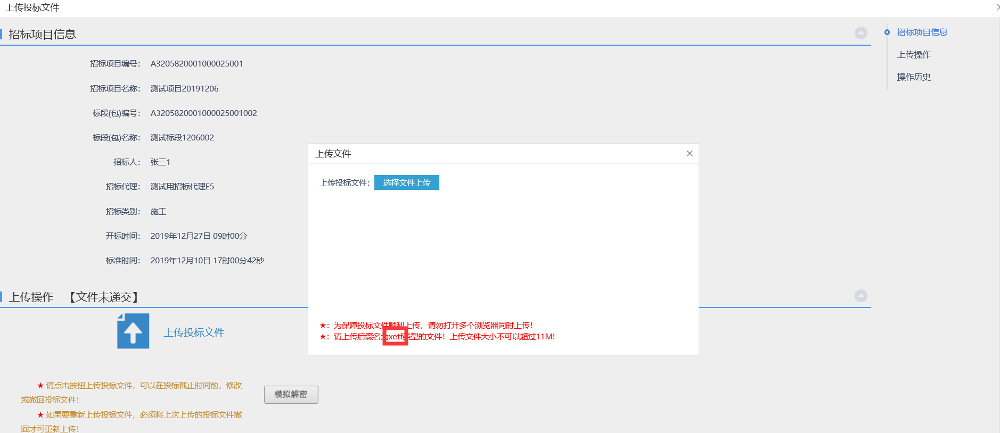 上传投标文件
招标项目信息
招标项目编号： A3205820001000025001
招标项目名称： 测试项目20191206
标段(包)编号： A3205820001000025001002
标段(包)名称： 测试标段1206002
招标人： 张三1
招标代理： 测试用招标代理E5
招标类别： 施工
开标时间： 2019年12月27日 09时00分
标准时间： 2019年12月10日 17时00分42秒
上传操作 【文件未递交】
上传投标文件
★ 请点击按钮上传投标文件，可以在投标截止时间前，修改
或撤回投标文件！
★ 如果要重新上传投标文件，必须将上次上传的投标文件撤
回才可重新上传！
模拟解密
上传文件
上传投标文件： 选择文件上传
★：为保障投标文件顺利上传，请勿打开多个浏览器同时上传！
★：请上传后缀名为xetf类型的文件！上传文件大小不可以超过11M!
招标项目信息
上传操作
操作历史